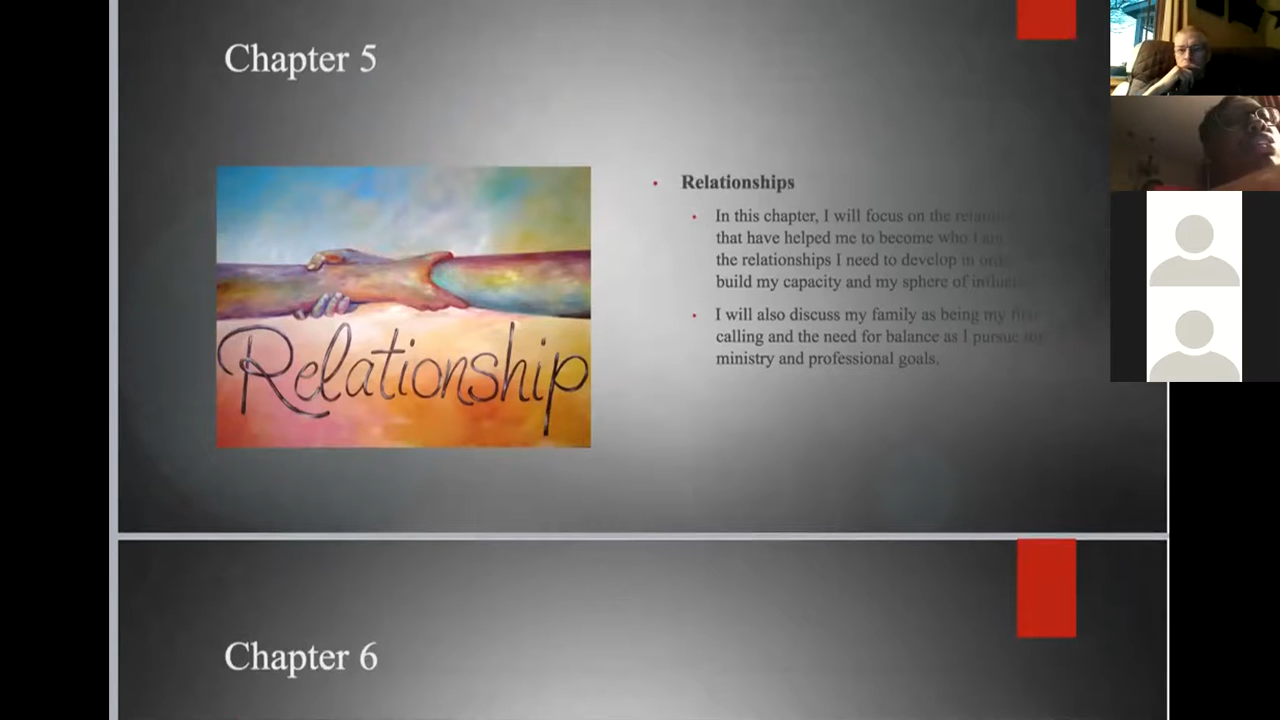 Chapter 5
Relationship
Relationships
In this chapter, I will focus on the
that have helped me to become who I am
the relationships I need to develop in
build my capacity and my sphere of
I will also discuss my family as being my
calling and the need for balance as I pursue
ministry and professional goals.
Chapter 6